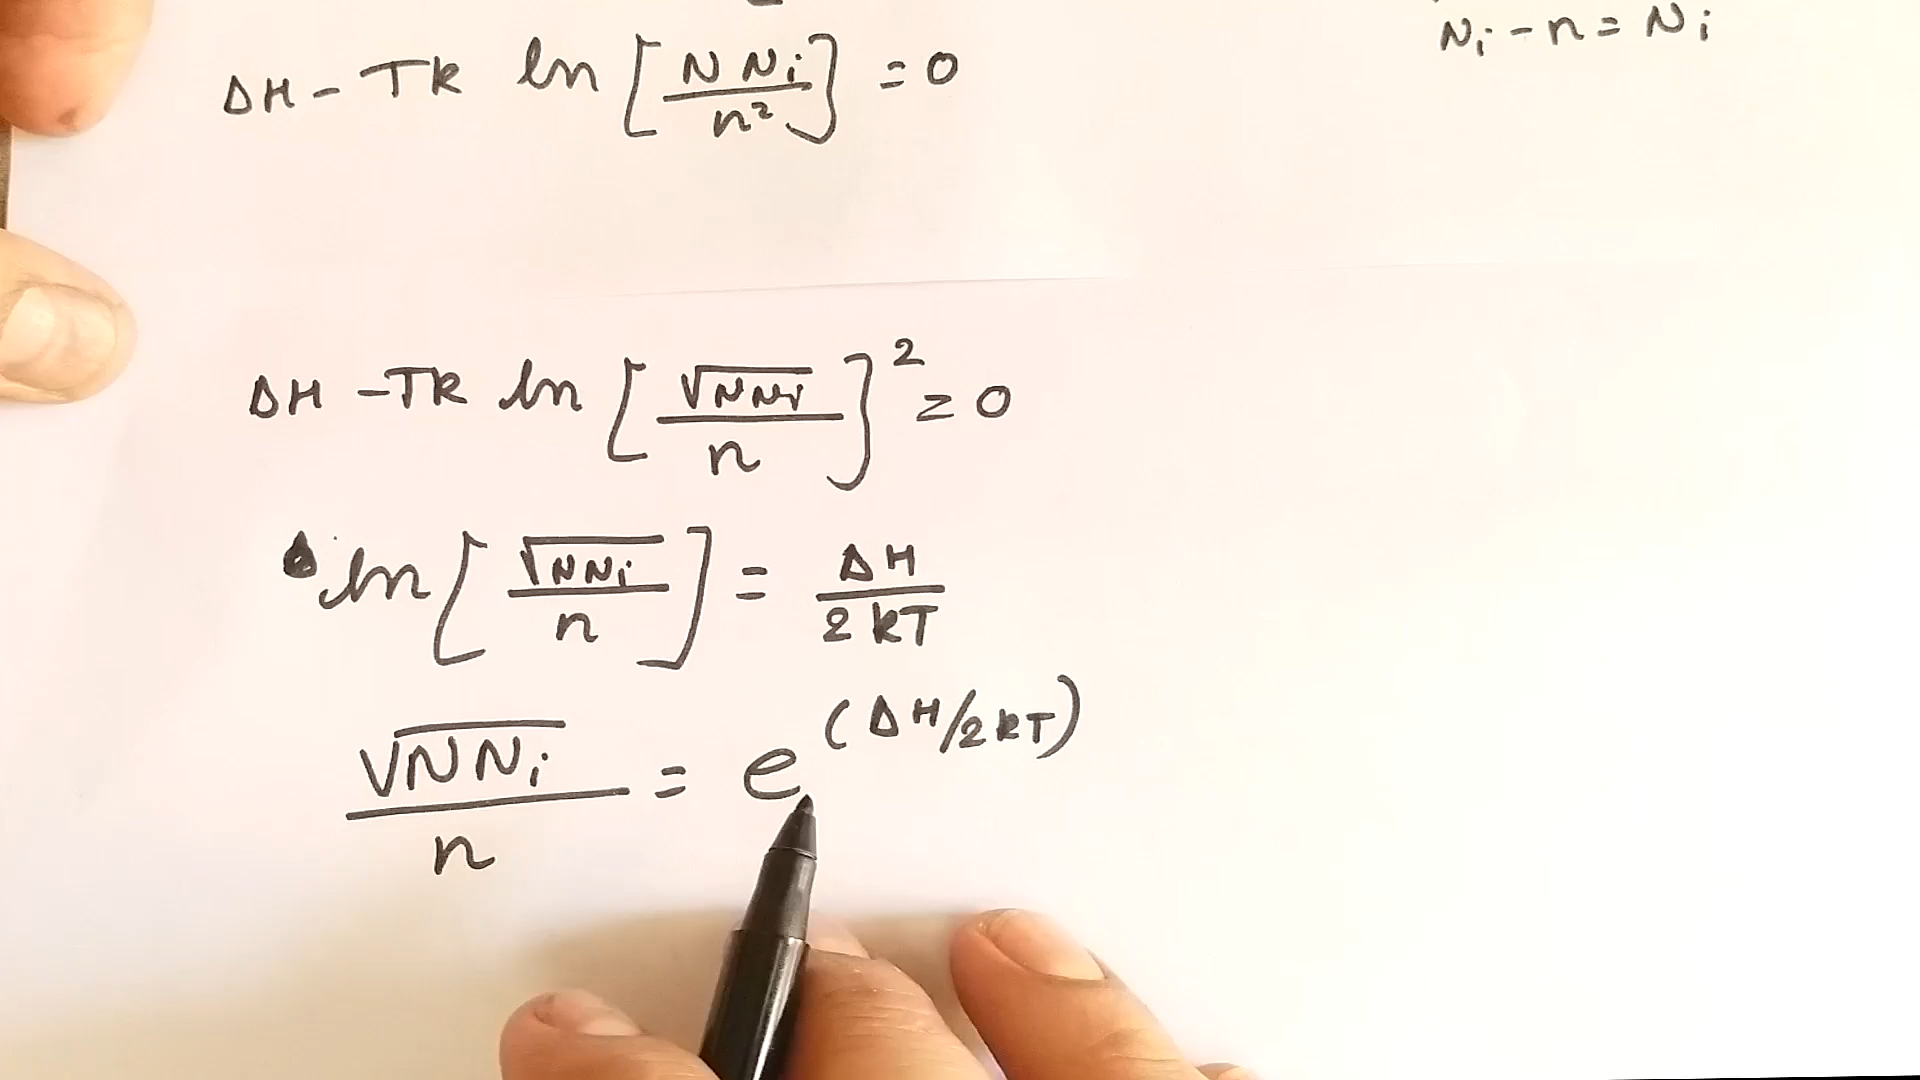 Ni - n = Ni
ΔH - TK ln [NNi/n²] = 0
ΔH - TK ln [√NNi/n]² = 0
ln [√NNi/n] = ΔH/2KT
√NNi/n = e^(ΔH/2KT)